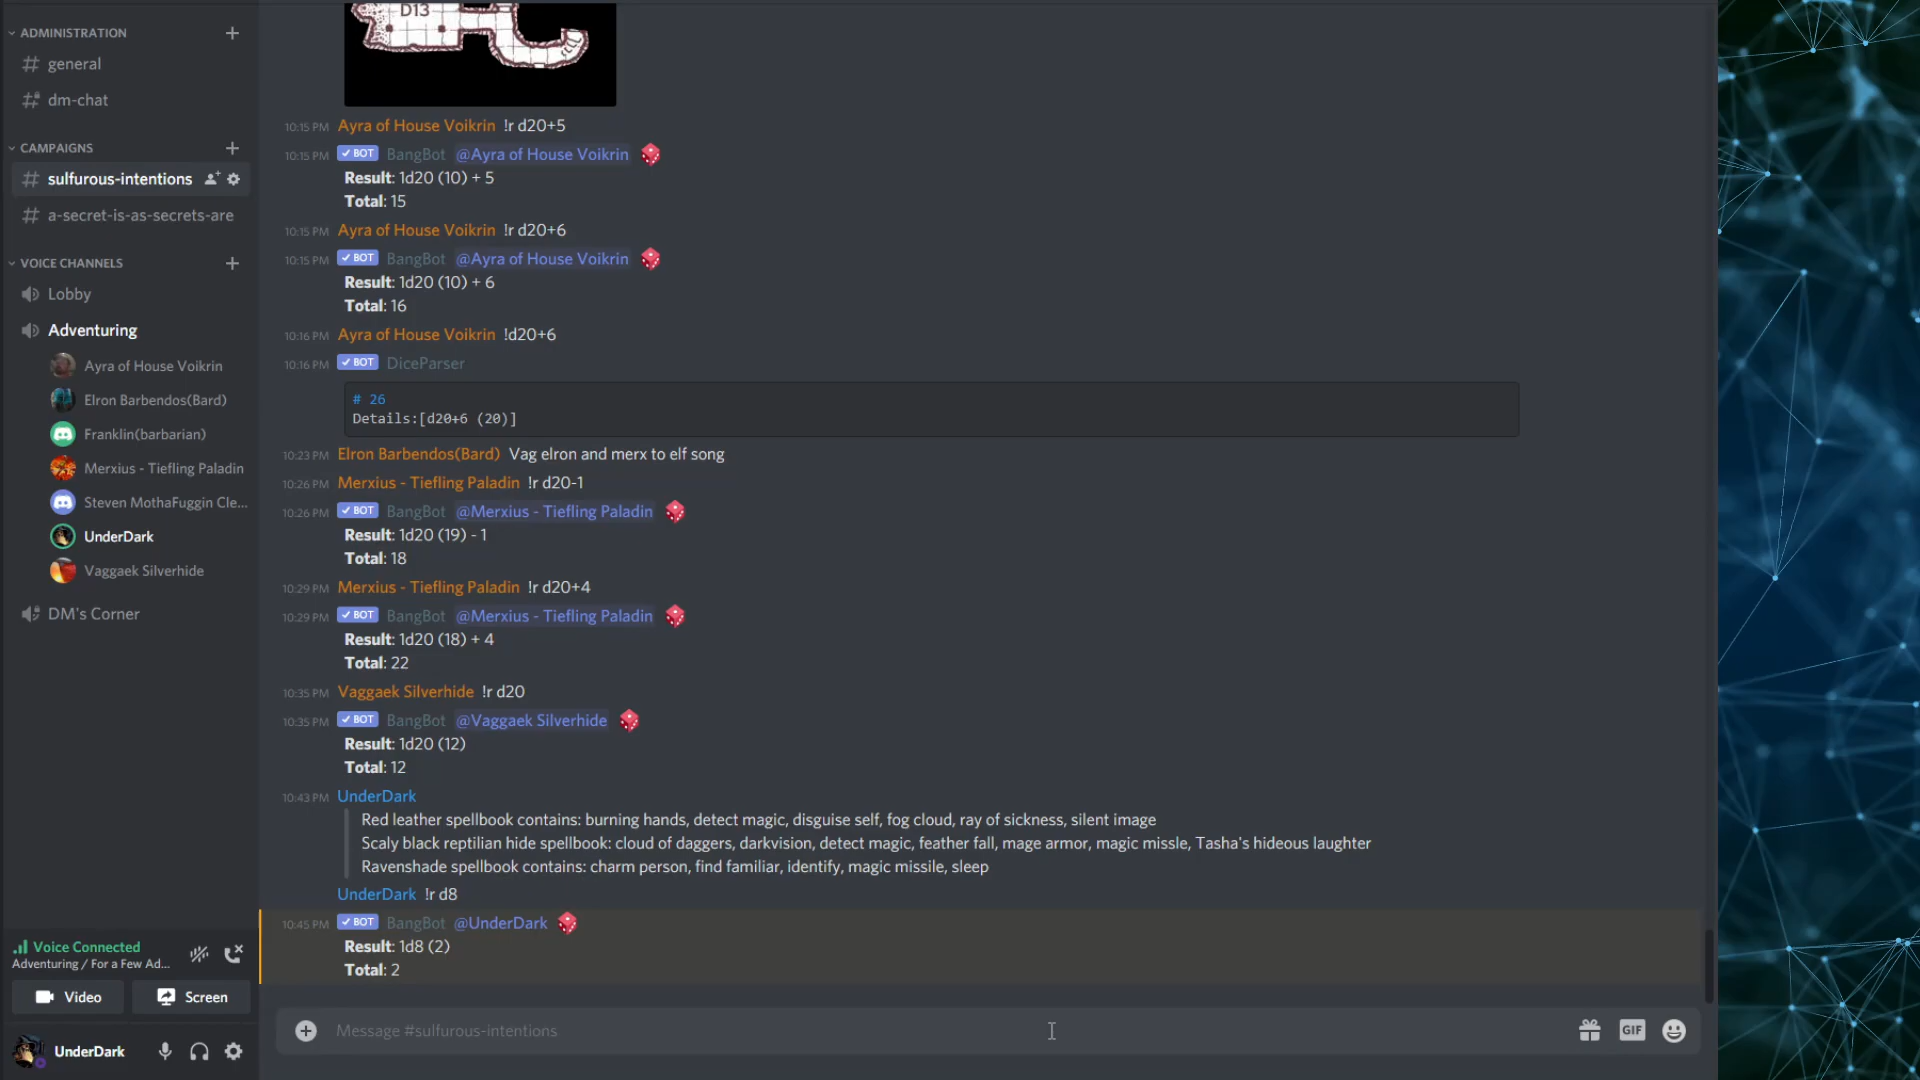 ADMINISTRATION
general
dm-chat
CAMPAIGNS
sulfurous-intentions
a-secret-is-as-secrets-are
VOICE CHANNELS
Lobby
Adventuring
Ayra of House Voikrin
Elron Barbendos(Bard)
Franklin(barbarian)
Merxius - Tiefling Paladin
Steven MothaFuggin Cle...
UnderDark
Vaggaek Silverhide
DM's Corner
Voice Connected
Adventuring / For a Few Ad...
Video
Screen
UnderDark
D13
10:15 PM Ayra of House Voikrin !r d20+5
10:15 PM BOT BangBot @Ayra of House Voikrin
Result: 1d20 (10) + 5
Total: 15
10:15 PM Ayra of House Voikrin !r d20+6
10:15 PM BOT BangBot @Ayra of House Voikrin
Result: 1d20 (10) + 6
Total: 16
10:16 PM Ayra of House Voikrin !d20+6
10:16 PM BOT DiceParser
# 26
Details:[d20+6 (20)]
10:23 PM Elron Barbendos(Bard) Vag elron and merx to elf song
10:26 PM Merxius - Tiefling Paladin !r d20-1
10:26 PM BOT BangBot @Merxius - Tiefling Paladin
Result: 1d20 (19) - 1
Total: 18
10:29 PM Merxius - Tiefling Paladin !r d20+4
10:29 PM BOT BangBot @Merxius - Tiefling Paladin
Result: 1d20 (18) + 4
Total: 22
10:35 PM Vaggaek Silverhide !r d20
10:35 PM BOT BangBot @Vaggaek Silverhide
Result: 1d20 (12)
Total: 12
10:43 PM UnderDark
Red leather spellbook contains: burning hands, detect magic, disguise self, fog cloud, ray of sickness, silent image
Scaly black reptilian hide spellbook: cloud of daggers, darkvision, detect magic, feather fall, mage armor, magic missle, Tasha's hideous laughter
Ravenshade spellbook contains: charm person, find familiar, identify, magic missile, sleep
UnderDark !r d8
10:45 PM BOT BangBot @UnderDark
Result: 1d8 (2)
Total: 2
Message #sulfurous-intentions
GIF